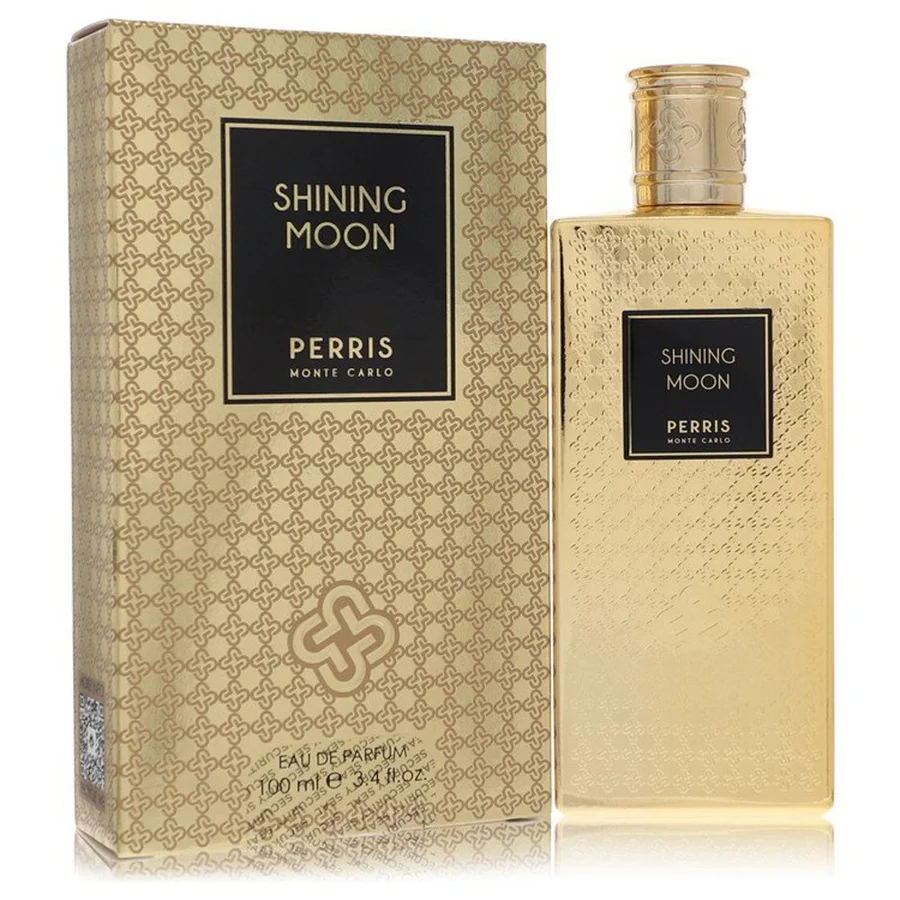 SHINING
MOON
PERRIS
MONTE CARLO
EAU DE PARFUM
100 ml e 3.4 fl.oz.
SHINING
MOON
PERRIS
MONTE CARLO